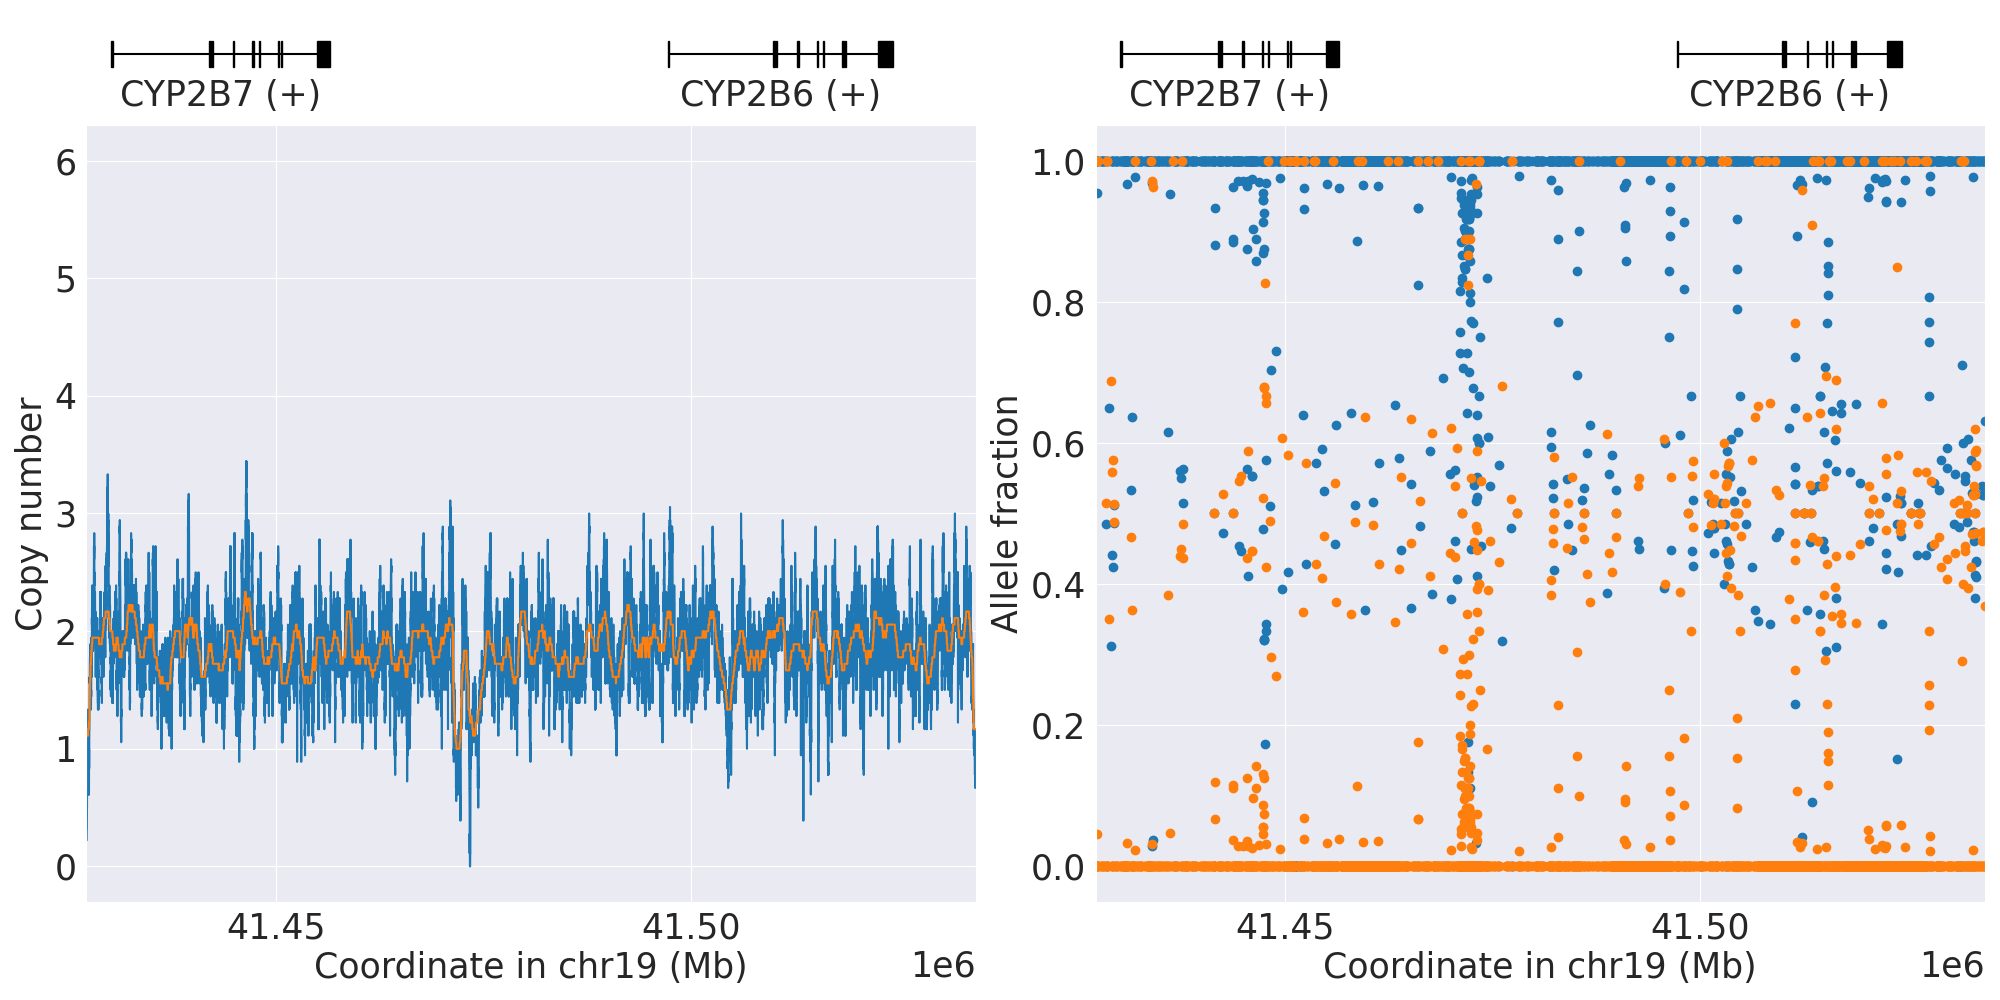 CYP2B7 (+)
CYP2B6 (+)
CYP2B7 (+)
CYP2B6 (+)
6
5
4
3
2
1
0
Copy number
41.45
41.50
1e6
Coordinate in chr19 (Mb)
1.0
0.8
0.6
0.4
0.2
0.0
Allele fraction
41.45
41.50
1e6
Coordinate in chr19 (Mb)